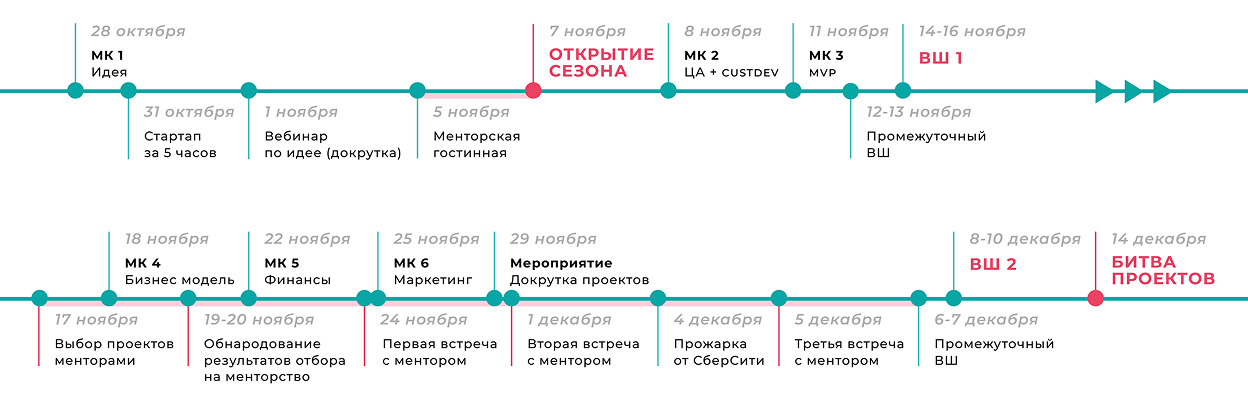 28 октября
МК 1
Идея
31 октября
Стартап
за 5 часов
1 ноября
Вебинар
по идее (докрутка)
5 ноября
Менторская
гостинная
7 ноября
ОТКРЫТИЕ
СЕЗОНА
8 ноября
МК 2
ЦА + CUSTDEV
11 ноября
МК 3
MVP
12-13 ноября
Промежуточный
ВШ
14-16 ноября
ВШ 1
17 ноября
Выбор проектов
менторами
18 ноября
МК 4
Бизнес модель
19-20 ноября
Обнародование
результатов отбора
на менторство
22 ноября
МК 5
Финансы
24 ноября
Первая встреча
с ментором
25 ноября
МК 6
Маркетинг
29 ноября
Мероприятие
Докрутка проектов
1 декабря
Вторая встреча
с ментором
4 декабря
Прожарка
от СберСити
5 декабря
Третья встреча
с ментором
6-7 декабря
Промежуточный
ВШ
8-10 декабря
ВШ 2
14 декабря
БИТВА
ПРОЕКТОВ